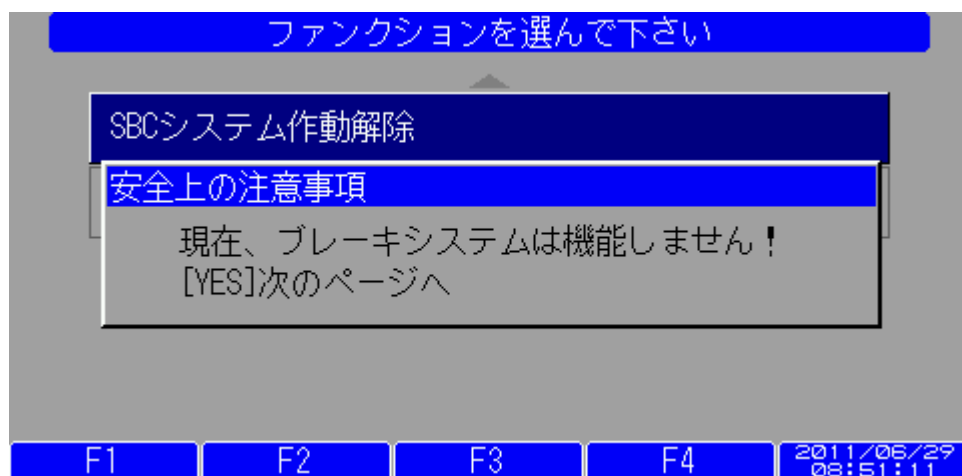 ファンクションを選んで下さい
SBCシステム作動解除
安全上の注意事項
現在、ブレーキシステムは機能しません！
[YES]次のページへ
F1
F2
F3
F4
2011/06/29
08:51:11